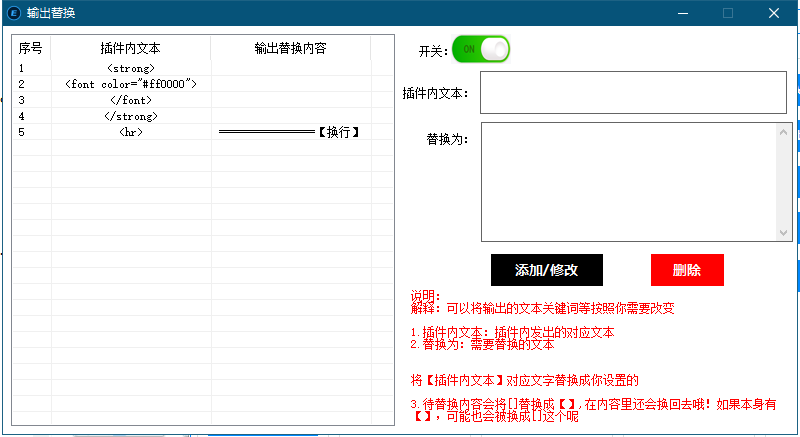 输出替换
序号 插件内文本 输出替换内容
1 <strong>
2 <font color="#ff0000">
3 </font>
4 </strong>
5 <hr> ════════════【换行】
开关：
ON
插件内文本：
替换为：
添加/修改 删除
说明：
解释：可以将输出的文本关键词等按照你需要改变
1.插件内文本：插件内发出的对应文本
2.替换为：需要替换的文本
将【插件内文本】对应文字替换成你设置的
3.待替换内容会将[]替换成【】,在内容里还会换回去哦！如果本身有
【】，可能也会被换成[]这个呢